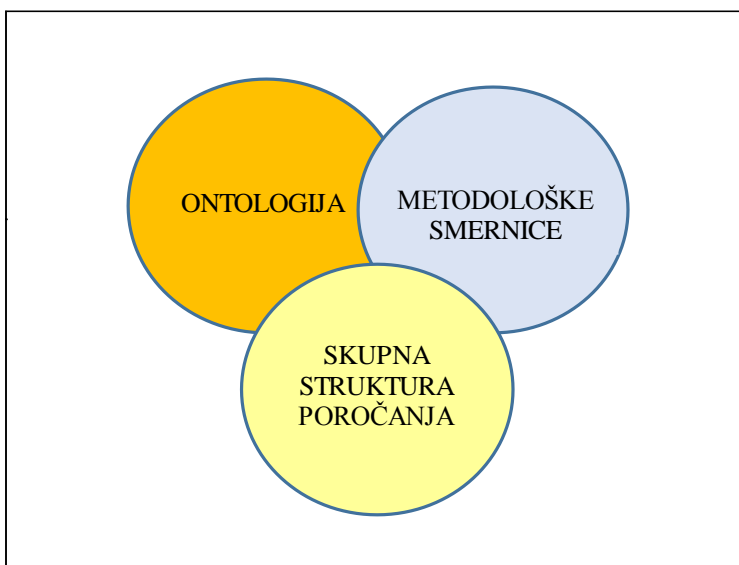 ONTOLOGIJA
METODOLOŠKE
SMERNICE
SKUPNA
STRUKTURA
POROČANJA